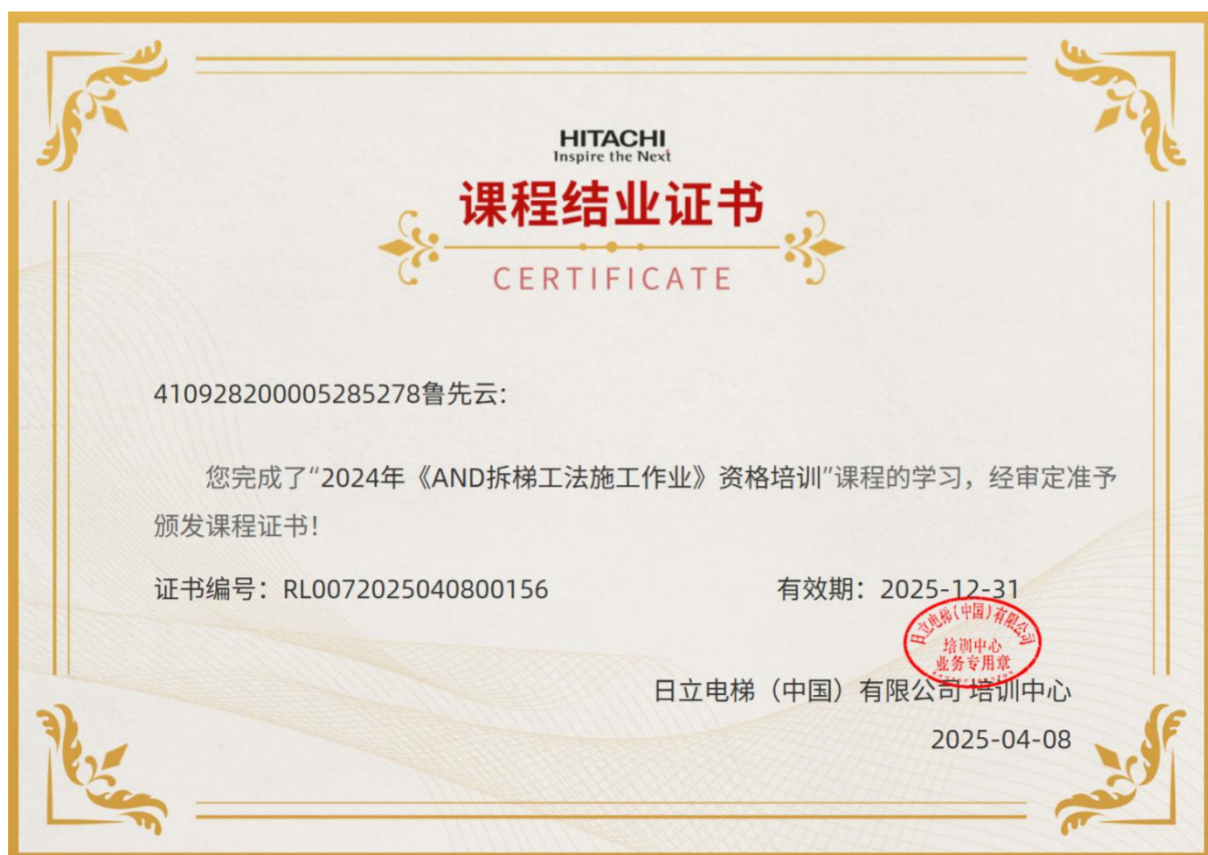 HITACHI
Inspire the Next
课程结业证书
CERTIFICATE
410928200005285278鲁先云:
您完成了“2024年《AND拆梯工法施工作业》资格培训”课程的学习，经审定准予
颁发课程证书！
证书编号：RL0072025040800156
有效期：2025-12-31
日立电梯(中国)有限公司
培训中心
业务专用章
日立电梯（中国）有限公司 培训中心
2025-04-08